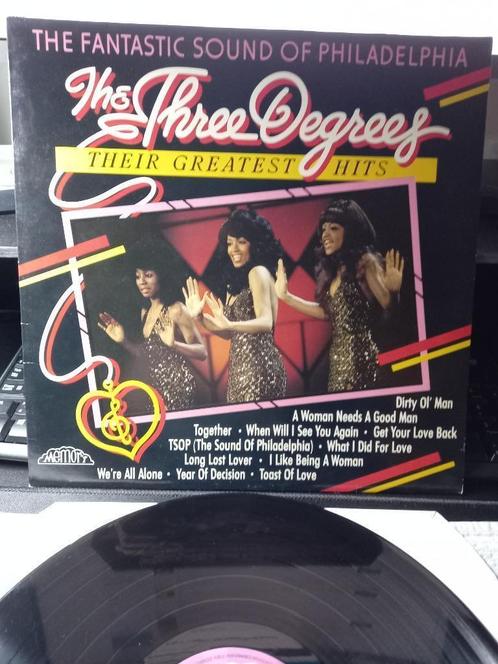 THE FANTASTIC SOUND OF PHILADELPHIA
The Three Degrees
THEIR GREATEST HITS
Dirty Ol' Man
A Woman Needs A Good Man
Together • When Will I See You Again • Get Your Love Back
TSOP (The Sound Of Philadelphia) • What I Did For Love
Long Lost Lover • I Like Being A Woman
We're All Alone • Year Of Decision • Toast Of Love
MEMORY